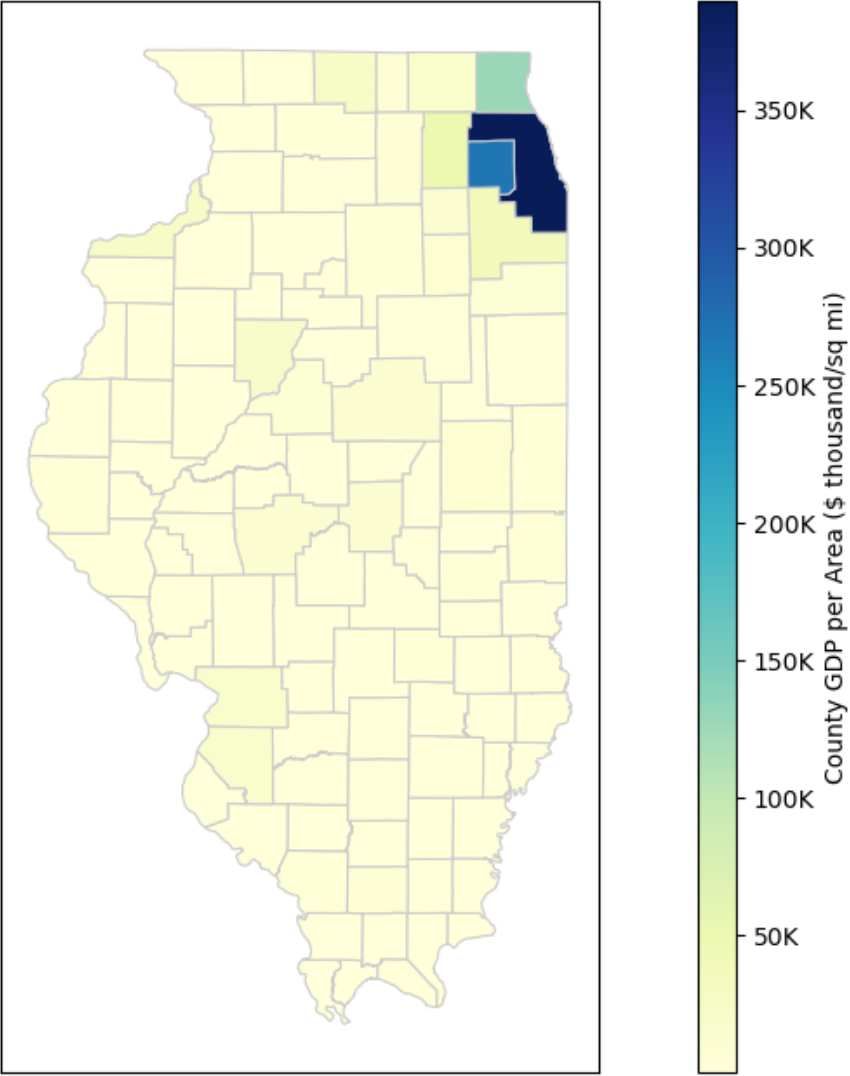 350K
300K
250K
200K
150K
100K
50K
County GDP per Area ($ thousand/sq mi)